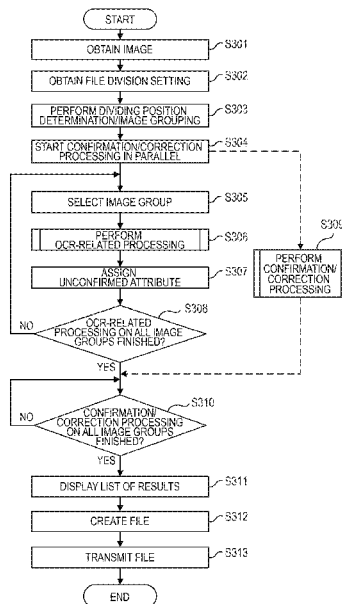 START
OBTAIN IMAGE
S301
OBTAIN FILE DIVISION SETTING
S302
PERFORM DIVIDING POSITION
DETERMINATION/IMAGE GROUPING
S303
START CONFIRMATION/CORRECTION
PROCESSING IN PARALLEL
S304
SELECT IMAGE GROUP
S305
PERFORM
OCR-RELATED PROCESSING
S306
ASSIGN
UNCONFIRMED ATTRIBUTE
S307
S308
OCR-RELATED
PROCESSING ON ALL IMAGE
GROUPS FINISHED?
NO
YES
S309
PERFORM
CONFIRMATION/
CORRECTION
PROCESSING
S310
CONFIRMATION/
CORRECTION PROCESSING
ON ALL IMAGE GROUPS
FINISHED?
NO
YES
DISPLAY LIST OF RESULTS
S311
CREATE FILE
S312
TRANSMIT FILE
S313
END